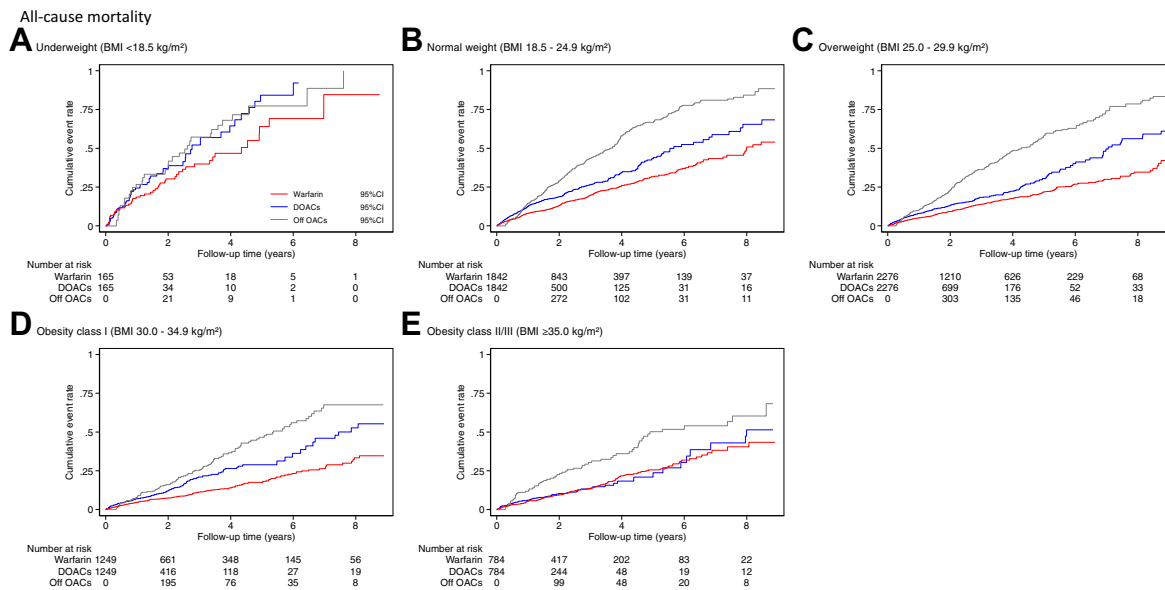 All-cause mortality
A Underweight (BMI <18.5 kg/m²)
1
.75
.5
.25
0
Cumulative event rate
Warfarin 95%CI
DOACs 95%CI
Off OACs 95%CI
0 2 4 6 8
Follow-up time (years)
Number at risk
Warfarin 165 53 18 5 1
DOACs 165 34 10 2 0
Off OACs 0 21 9 1 0
B Normal weight (BMI 18.5 - 24.9 kg/m²)
1
.75
.5
.25
0
Cumulative event rate
0 2 4 6 8
Follow-up time (years)
Number at risk
Warfarin 1842 843 397 139 37
DOACs 1842 500 125 31 16
Off OACs 0 272 102 31 11
C Overweight (BMI 25.0 - 29.9 kg/m²)
1
.75
.5
.25
0
Cumulative event rate
0 2 4 6 8
Follow-up time (years)
Number at risk
Warfarin 2276 1210 626 229 68
DOACs 2276 699 176 52 33
Off OACs 0 303 135 46 18
D Obesity class I (BMI 30.0 - 34.9 kg/m²)
1
.75
.5
.25
0
Cumulative event rate
0 2 4 6 8
Follow-up time (years)
Number at risk
Warfarin 1249 661 348 145 56
DOACs 1249 416 118 27 19
Off OACs 0 195 76 35 8
E Obesity class II/III (BMI ≥35.0 kg/m²)
1
.75
.5
.25
0
Cumulative event rate
0 2 4 6 8
Follow-up time (years)
Number at risk
Warfarin 784 417 202 83 22
DOACs 784 244 48 19 12
Off OACs 0 99 48 20 8